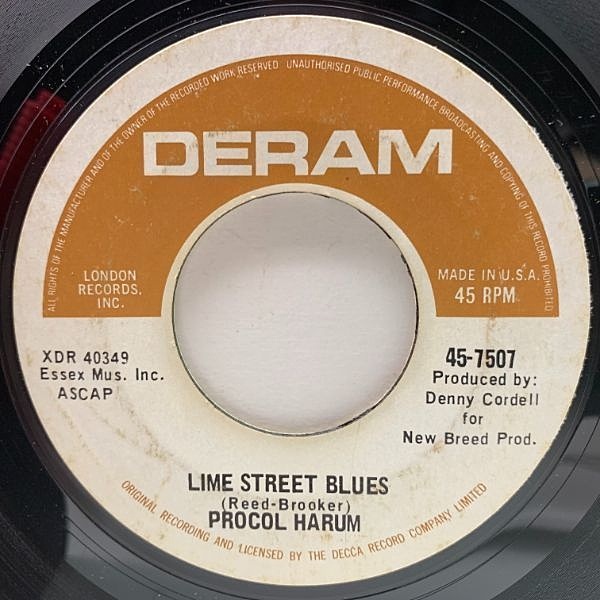 ALL RIGHTS OF THE MANUFACTURER AND OF THE OWNER OF THE RECORDED WORK RESERVED UNAUTHORISED PUBLIC PERFORMANCE BROADCASTING AND COPYING OF THIS RECORD PROHIBITED
DERAM
LONDON
RECORDS,
INC.
MADE IN U.S.A.
45 RPM
XDR 40349
Essex Mus. Inc.
ASCAP
45-7507
Produced by:
Denny Cordell
for
New Breed Prod.
LIME STREET BLUES
(Reed-Brooker)
PROCOL HARUM
ORIGINAL RECORDING AND LICENSED BY THE DECCA RECORD COMPANY LIMITED